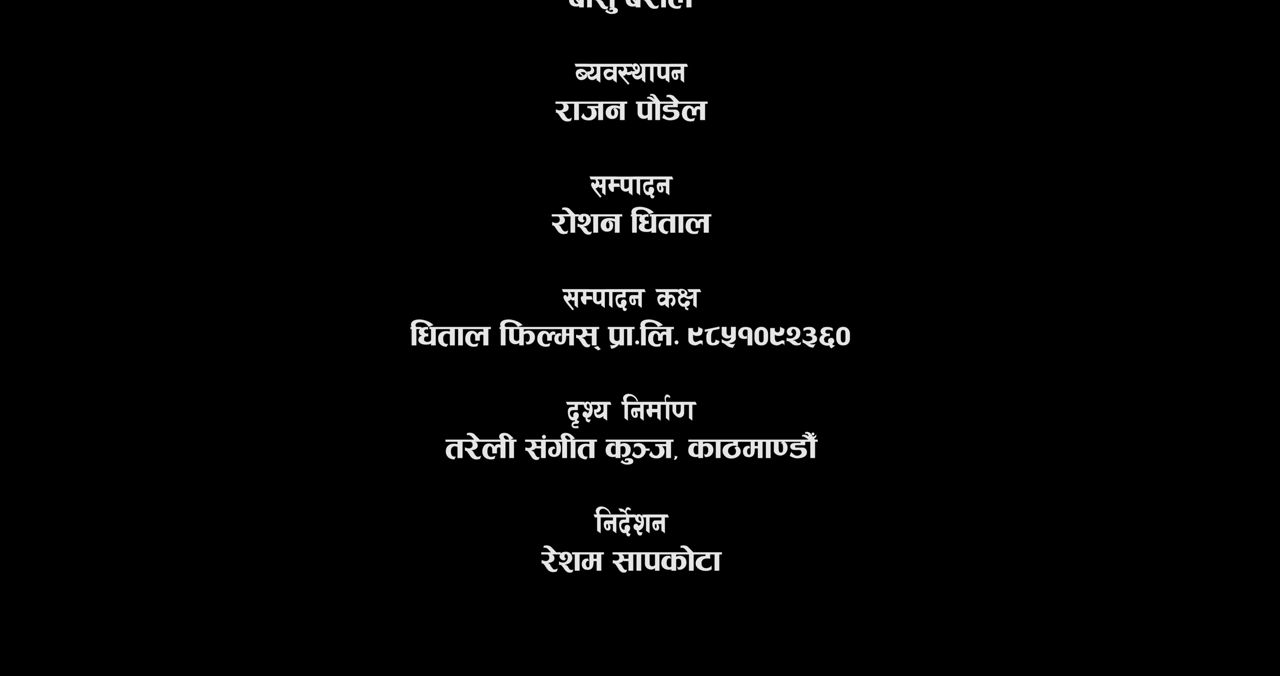 व्यवस्थापन
राजन पौडेल
सम्पादन
रोशन धिताल
सम्पादन कक्ष
धिताल फिल्मस् प्रा.लि. ९८५१०९२३६०
दृश्य निर्माण
तरेली संगीत कुञ्ज, काठमाण्डौँ
निर्देशन
रेशम सापकोटा